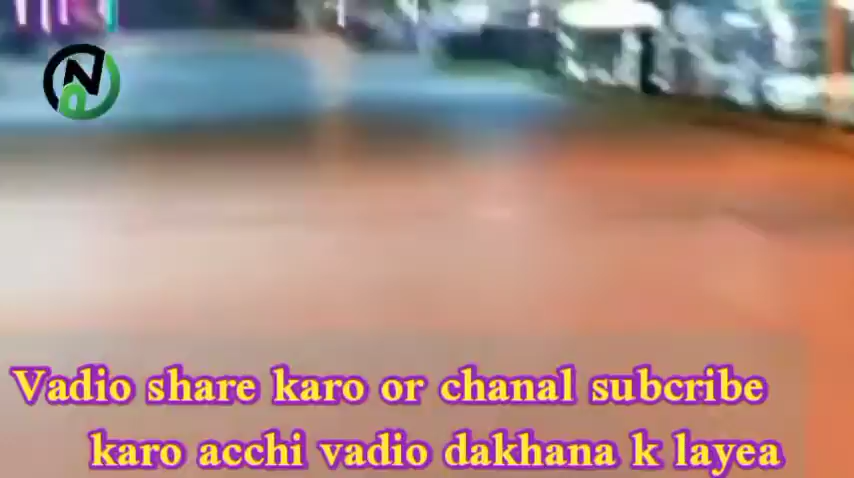 Vadio share karo or chanal subcribe
karo acchi vadio dakhana k layea